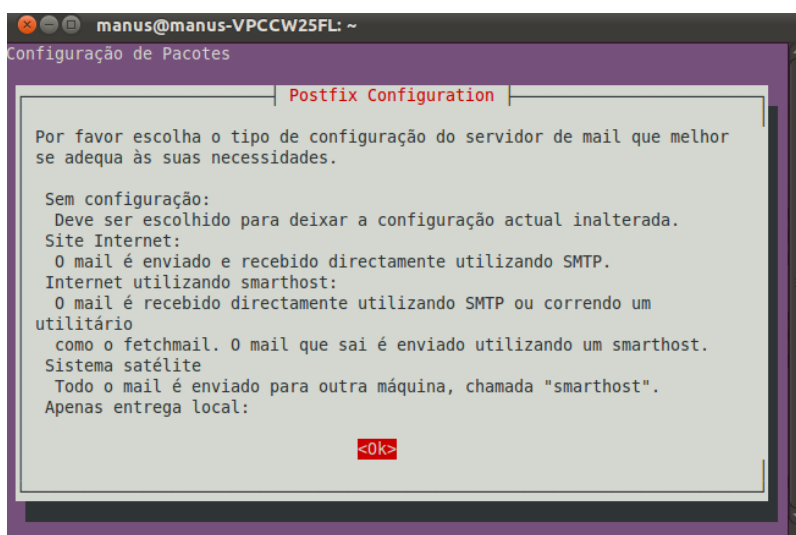 manus@manus-VPCCW25FL: ~
Configuração de Pacotes
Postfix Configuration
Por favor escolha o tipo de configuração do servidor de mail que melhor
se adequa às suas necessidades.
Sem configuração:
Deve ser escolhido para deixar a configuração actual inalterada.
Site Internet:
O mail é enviado e recebido directamente utilizando SMTP.
Internet utilizando smarthost:
O mail é recebido directamente utilizando SMTP ou correndo um
utilitário
como o fetchmail. O mail que sai é enviado utilizando um smarthost.
Sistema satélite
Todo o mail é enviado para outra máquina, chamada "smarthost".
Apenas entrega local:
<Ok>